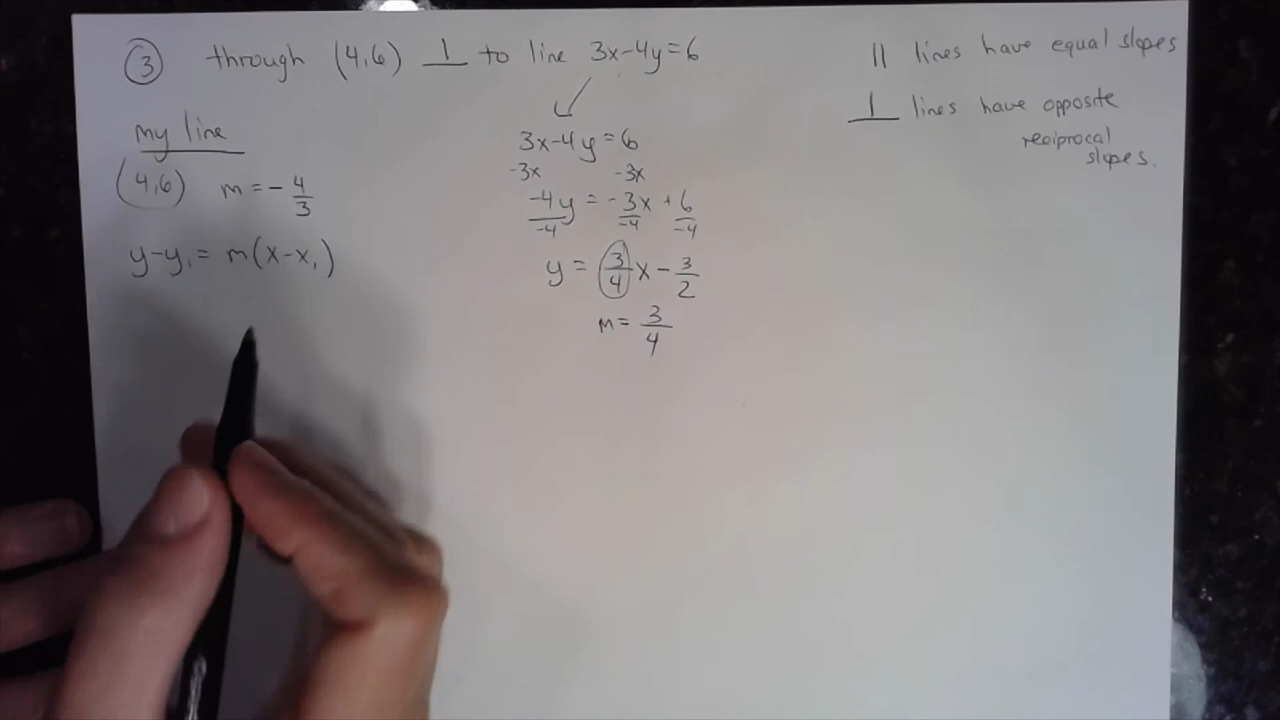 ③ through (4,6) ⊥ to line 3x-4y=6
my line
(4,6) m = -4/3
y-y₁ = m(x-x₁)
3x-4y=6
-3x -3x
-4y/-4 = -3x/-4 + 6/-4
y = 3/4 x - 3/2
m = 3/4
|| lines have equal slopes
⊥ lines have opposite
reciprocal
slopes.